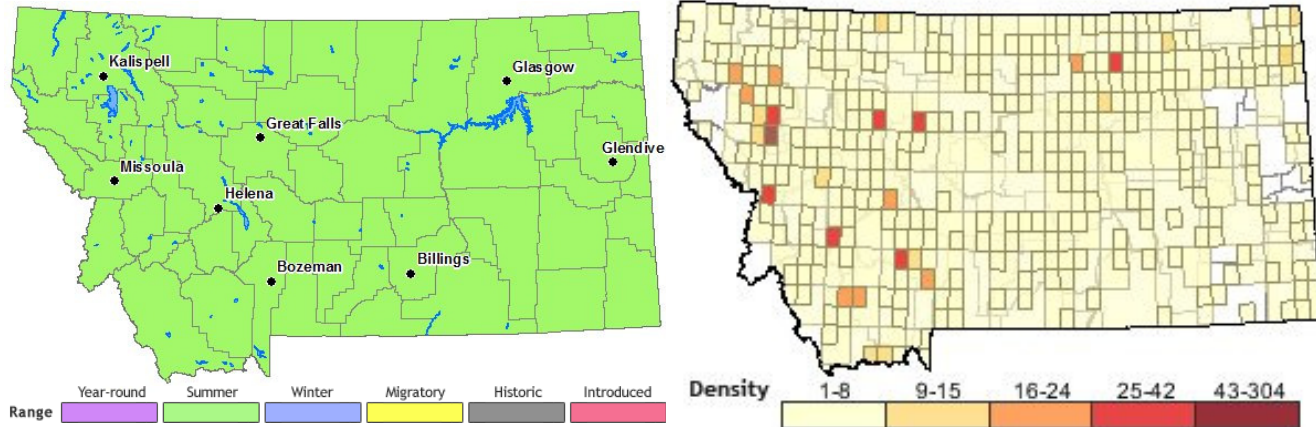 Kalispell
Glasgow
Great Falls
Glendive
Missoula
Helena
Bozeman
Billings
Year-round Summer Winter Migratory Historic Introduced
Range
Density 1-8 9-15 16-24 25-42 43-304